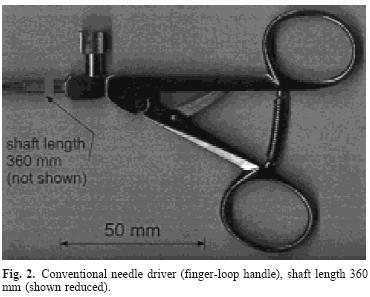 shaft length
360 mm
(not shown)
50 mm
Fig. 2. Conventional needle driver (finger-loop handle), shaft length 360
mm (shown reduced).